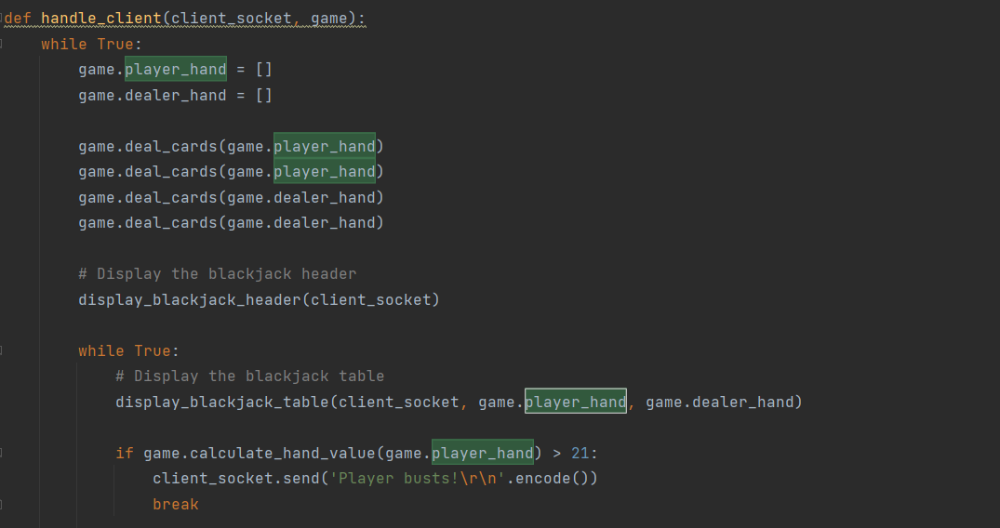 def handle_client(client_socket, game):
    while True:
        game.player_hand = []
        game.dealer_hand = []

        game.deal_cards(game.player_hand)
        game.deal_cards(game.player_hand)
        game.deal_cards(game.dealer_hand)
        game.deal_cards(game.dealer_hand)

        # Display the blackjack header
        display_blackjack_header(client_socket)

        while True:
            # Display the blackjack table
            display_blackjack_table(client_socket, game.player_hand, game.dealer_hand)

            if game.calculate_hand_value(game.player_hand) > 21:
                client_socket.send('Player busts!\r\n'.encode())
                break